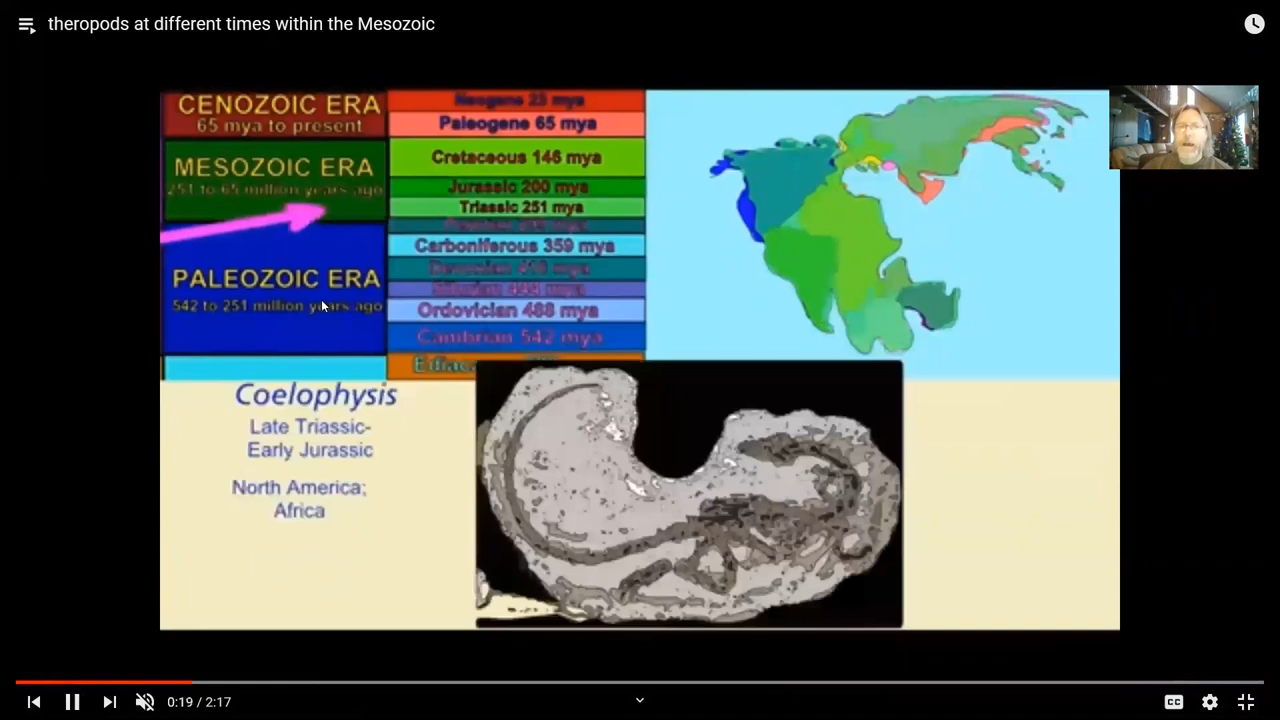 theropods at different times within the Mesozoic
CENOZOIC ERA
65 mya to present
Neogene 23 mya
Paleogene 65 mya
MESOZOIC ERA
251 to 65 million years ago
Cretaceous 146 mya
Jurassic 200 mya
Triassic 251 mya
Carboniferous 359 mya
PALEOZOIC ERA
542 to 251 million years ago
Ordovician 488 mya
Cambrian 542 mya
Coelophysis
Late Triassic-
Early Jurassic
North America;
Africa
0:19 / 2:17
CC